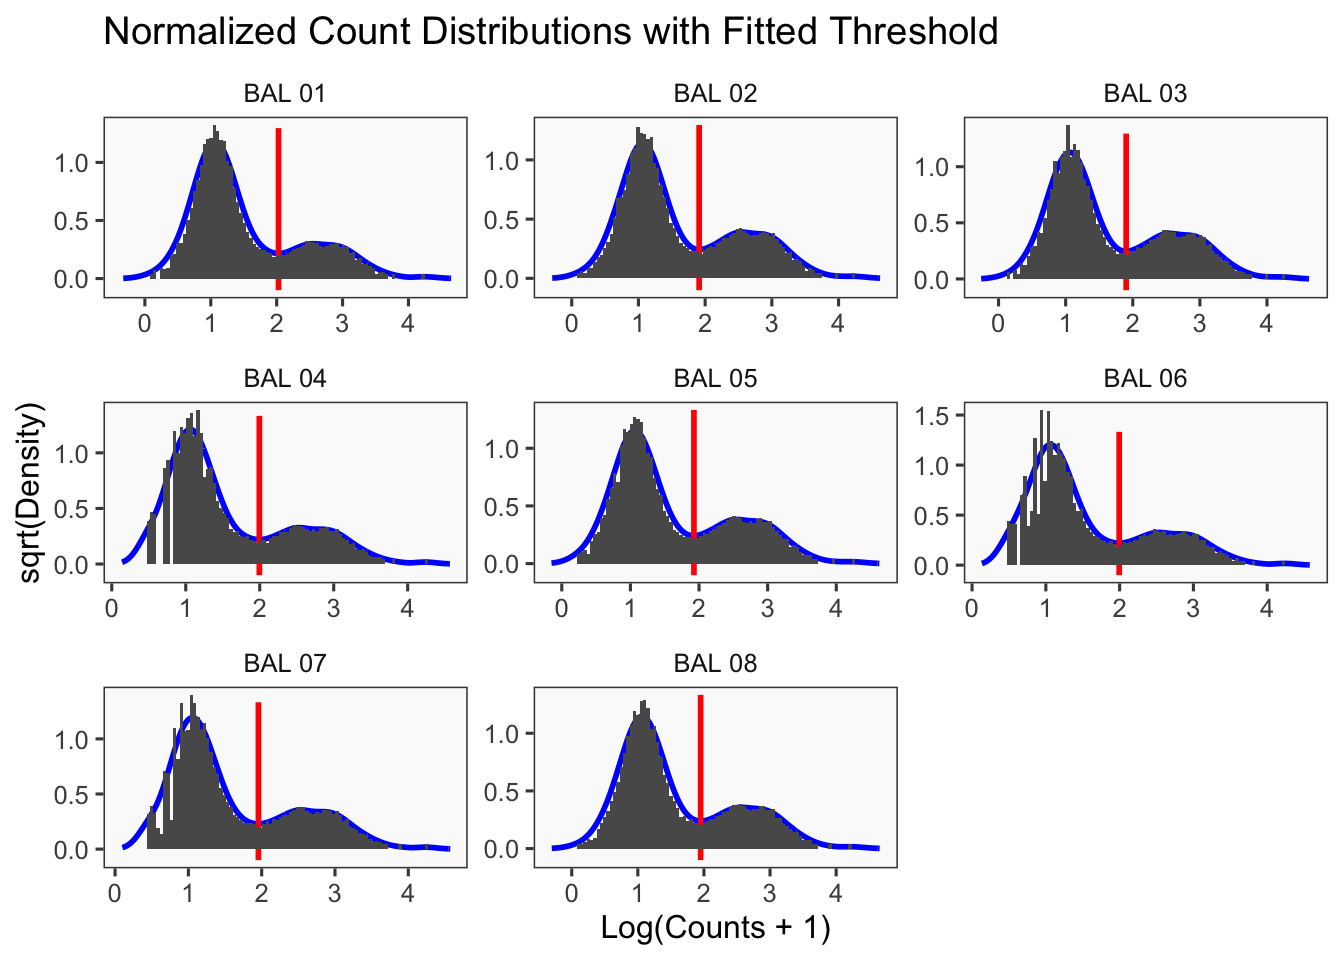 Normalized Count Distributions with Fitted Threshold
BAL 01 BAL 02 BAL 03
1.0 0.5 0.0 1.0 0.5 0.0 1.0 0.5 0.0
0 1 2 3 4 0 1 2 3 4 0 1 2 3 4
BAL 04 BAL 05 BAL 06
sqrt(Density)
1.0 0.5 0.0 1.0 0.5 0.0 1.5 1.0 0.5 0.0
0 1 2 3 4 0 1 2 3 4 0 1 2 3 4
BAL 07 BAL 08
1.0 0.5 0.0 1.0 0.5 0.0
0 1 2 3 4 0 1 2 3 4
Log(Counts + 1)